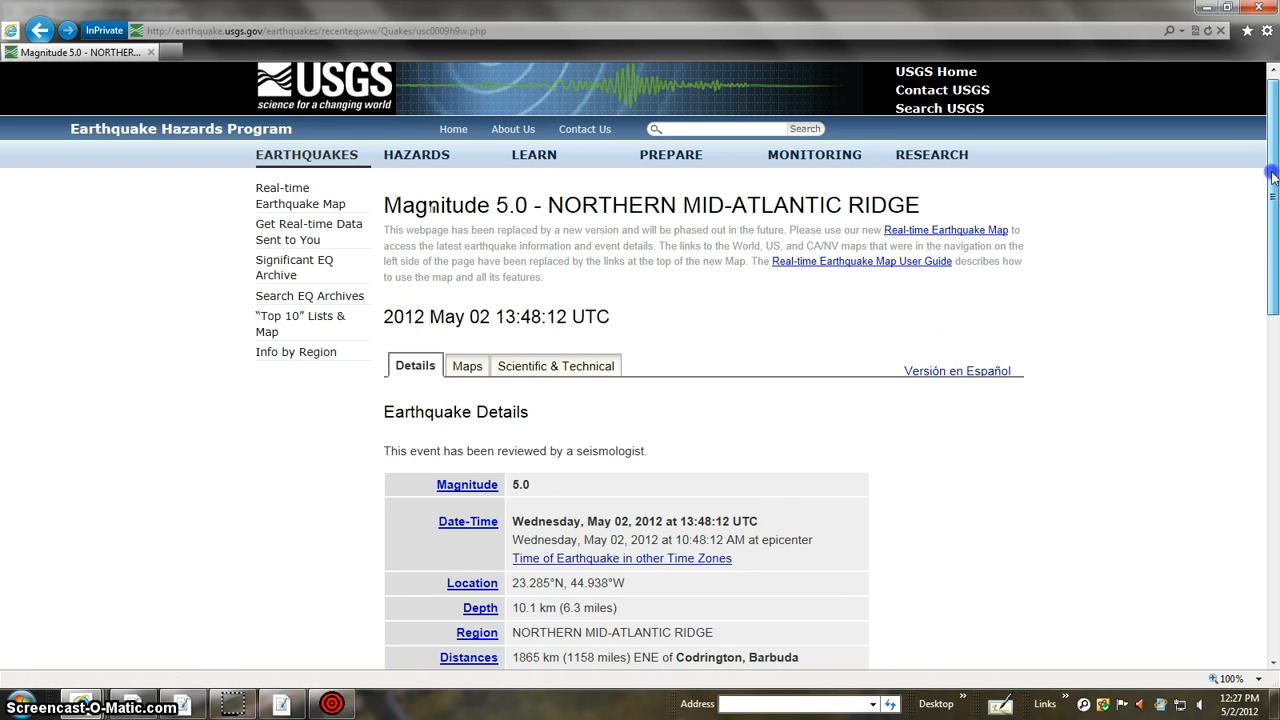 InPrivate
http://earthquake.usgs.gov/earthquakes/recenteqsww/Quakes/usc0009h9w.php
Magnitude 5.0 - NORTHER...
USGS
science for a changing world
USGS Home
Contact USGS
Search USGS
Earthquake Hazards Program
Home About Us Contact Us Search
EARTHQUAKES HAZARDS LEARN PREPARE MONITORING RESEARCH
Real-time
Earthquake Map
Get Real-time Data
Sent to You
Significant EQ
Archive
Search EQ Archives
“Top 10” Lists &
Map
Info by Region
Magnitude 5.0 - NORTHERN MID-ATLANTIC RIDGE
This webpage has been replaced by a new version and will be phased out in the future. Please use our new Real-time Earthquake Map to
access the latest earthquake information and event details. The links to the World, US, and CA/NV maps that were in the navigation on the
left side of the page have been replaced by the links at the top of the new Map. The Real-time Earthquake Map User Guide describes how
to use the map and all its features.
2012 May 02 13:48:12 UTC
Details Maps Scientific & Technical Versión en Español
Earthquake Details
This event has been reviewed by a seismologist.
Magnitude 5.0
Date-Time Wednesday, May 02, 2012 at 13:48:12 UTC
Wednesday, May 02, 2012 at 10:48:12 AM at epicenter
Time of Earthquake in other Time Zones
Location 23.285°N, 44.938°W
Depth 10.1 km (6.3 miles)
Region NORTHERN MID-ATLANTIC RIDGE
Distances 1865 km (1158 miles) ENE of Codrington, Barbuda
100%
Address Desktop » Links » 12:27 PM
5/2/2012
Screencast-O-Matic.com